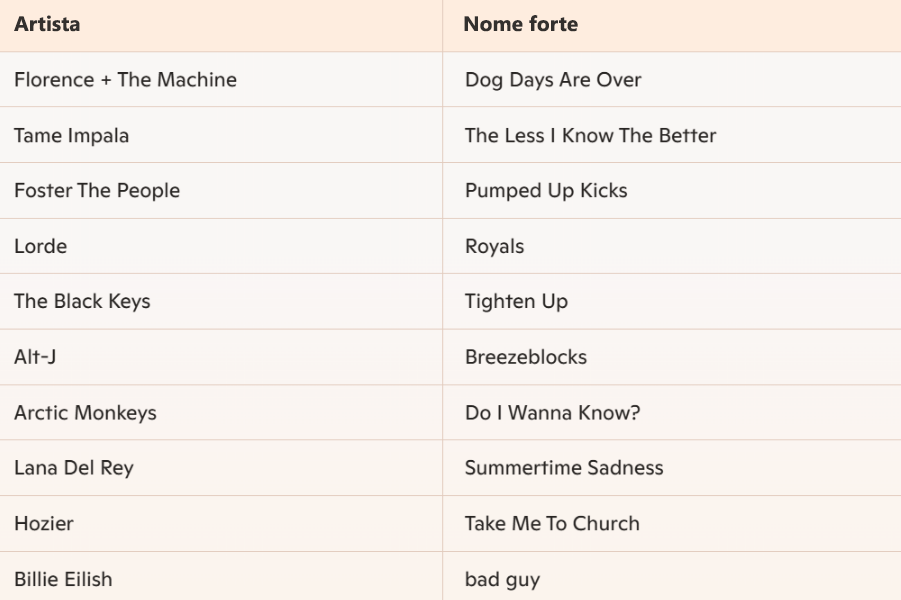 Artista Nome forte
Florence + The Machine Dog Days Are Over
Tame Impala The Less I Know The Better
Foster The People Pumped Up Kicks
Lorde Royals
The Black Keys Tighten Up
Alt-J Breezeblocks
Arctic Monkeys Do I Wanna Know?
Lana Del Rey Summertime Sadness
Hozier Take Me To Church
Billie Eilish bad guy